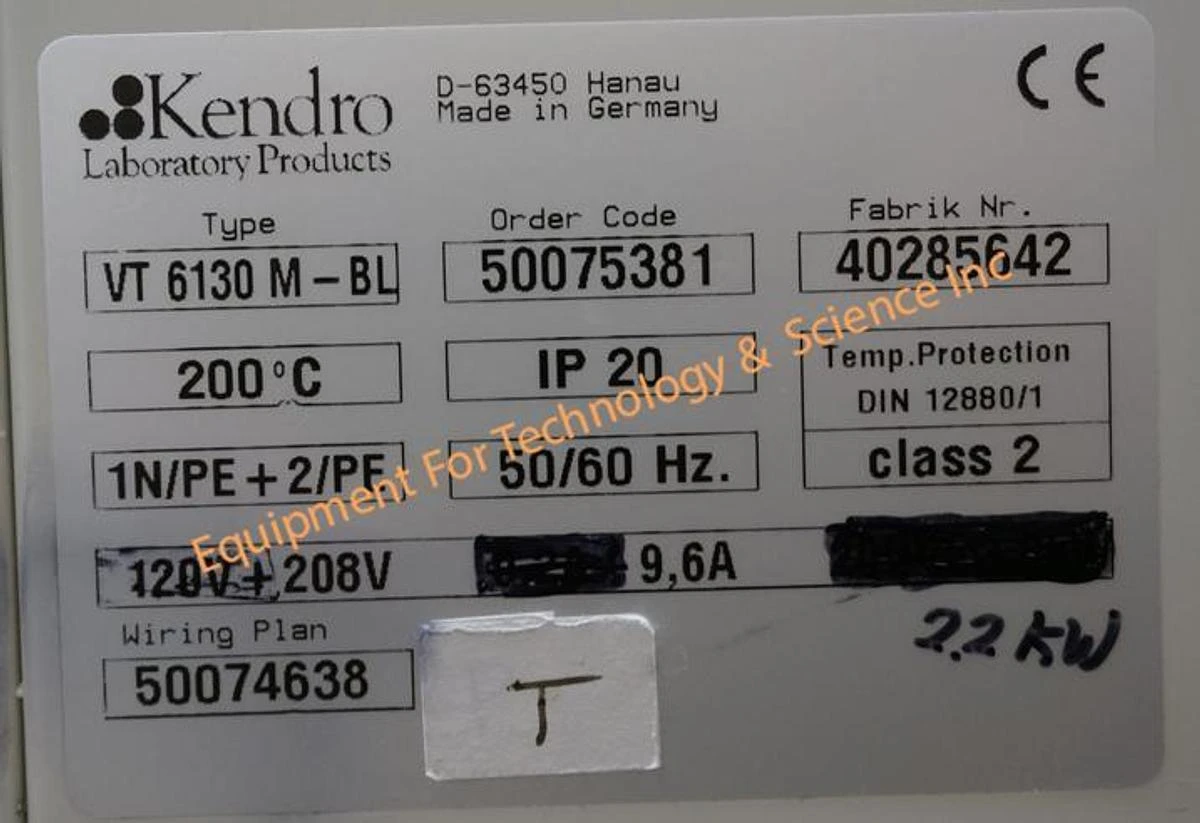 Kendro
Laboratory Products
D-63450 Hanau
Made in Germany
CE
Type
VT 6130 M – BL
Order Code
50075381
Fabrik Nr.
40285642
200 °C
IP 20
Temp.Protection
DIN 12880/1
class 2
1N/PE + 2/PE
50/60 Hz.
120V + 208V
9,6A
2.2 KW
Wiring Plan
50074638
T
Equipment For Technology & Science Inc